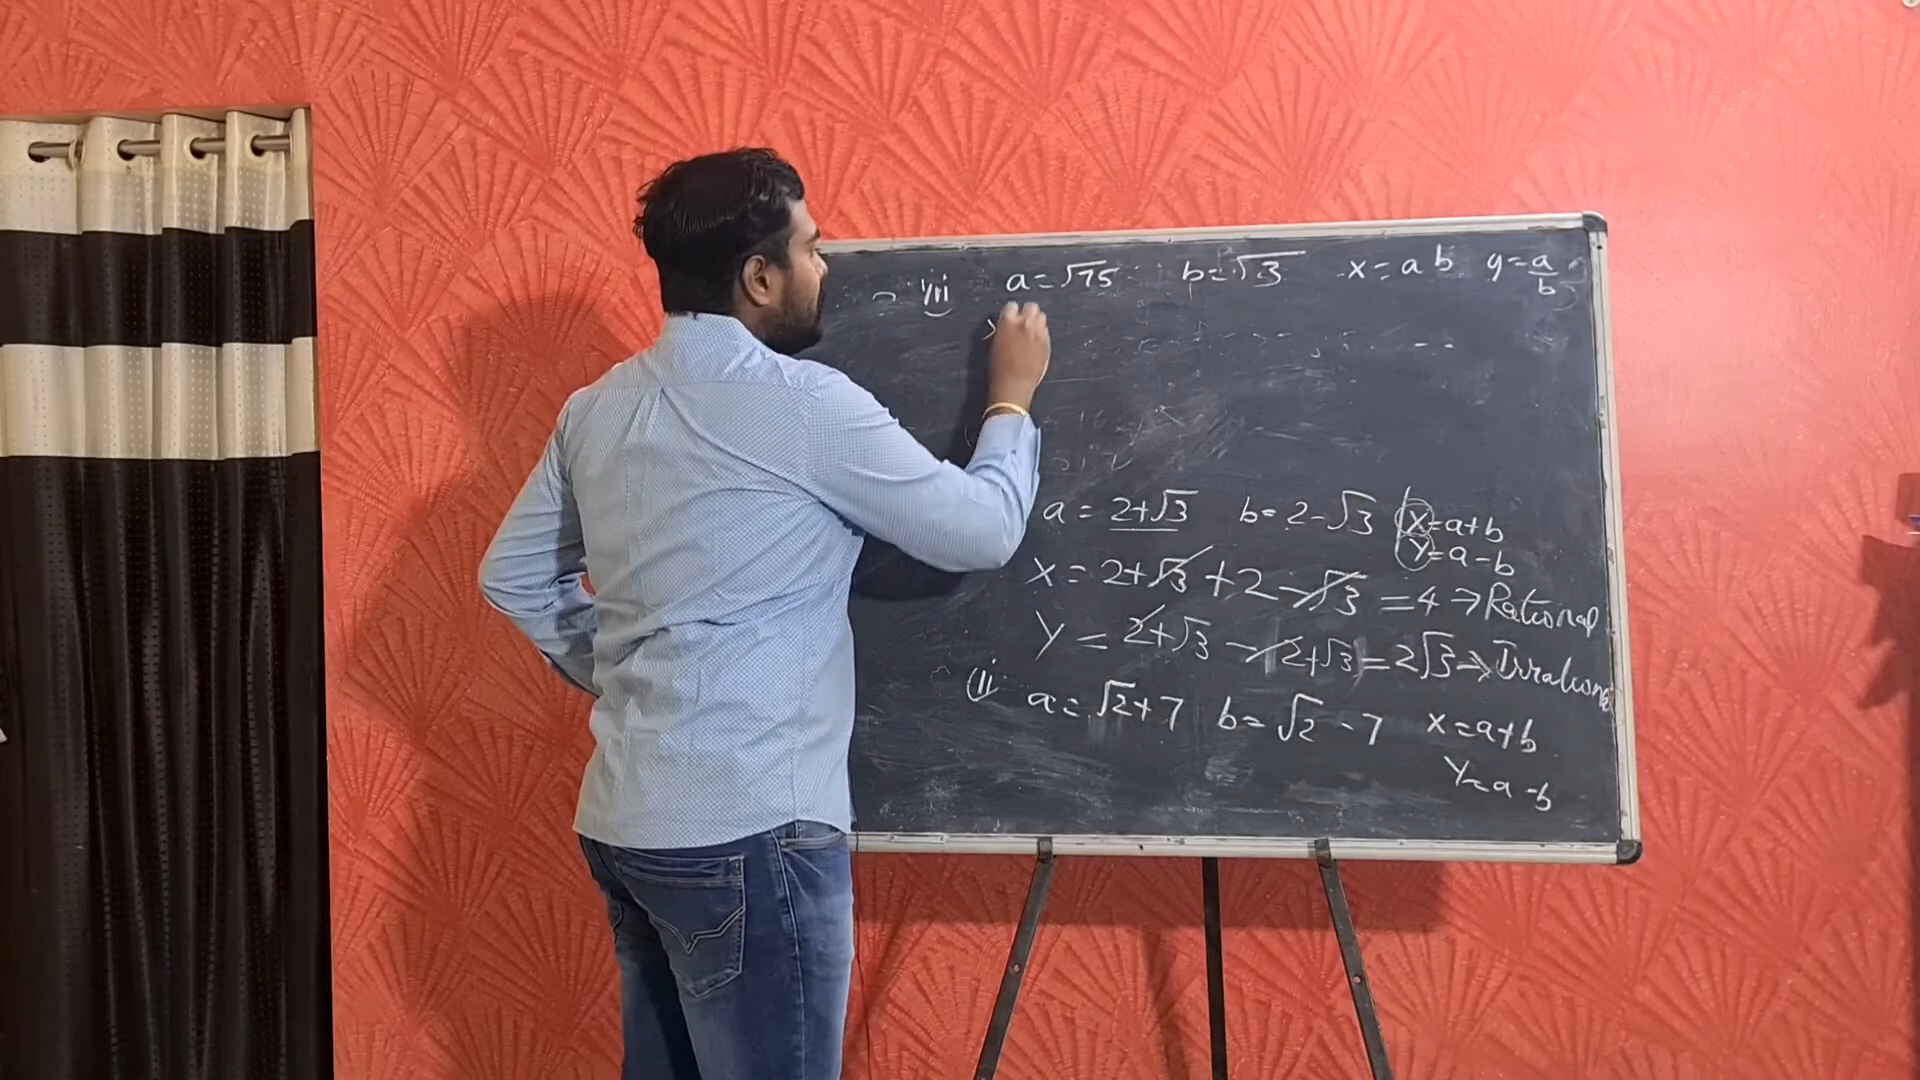 (iii) a=√75 b=√3 x=ab y=a/b
x
a = 2+√3 b=2-√3 x=a+b
y=a-b
x = 2+√3 + 2-√3 = 4 → Rational
y = 2+√3 - 2+√3 = 2√3 → Irrational
(ii) a=√2+7 b=√2-7 x=a+b
y=a-b